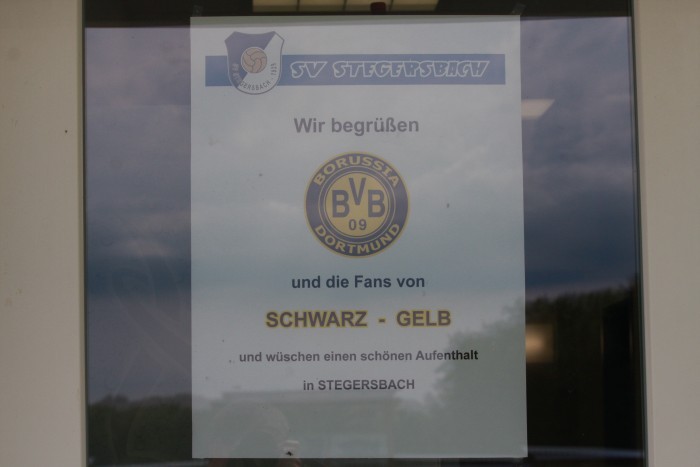 SV STEGERSBACH
Wir begrüßen
BORUSSIA
BVB
09
DORTMUND
und die Fans von
SCHWARZ - GELB
und wüschen einen schönen Aufenthalt
in STEGERSBACH